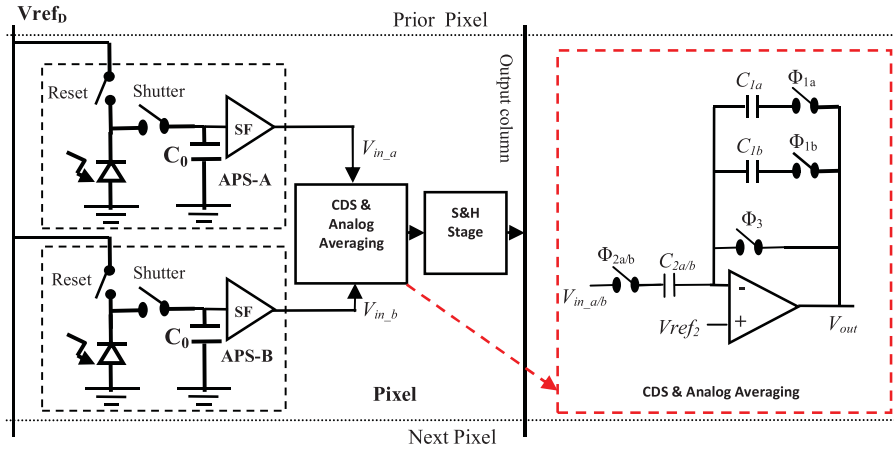 Vref_D
Prior Pixel
Reset
Shutter
SF
C_0
APS-A
V_in_a
CDS &
Analog
Averaging
S&H
Stage
Output column
Reset
Shutter
SF
C_0
APS-B
V_in_b
Pixel
Next Pixel
C_1a
Φ_1a
C_1b
Φ_1b
Φ_3
Φ_2a/b
C_2a/b
V_in_a/b
-
Vref_2
+
V_out
CDS & Analog Averaging